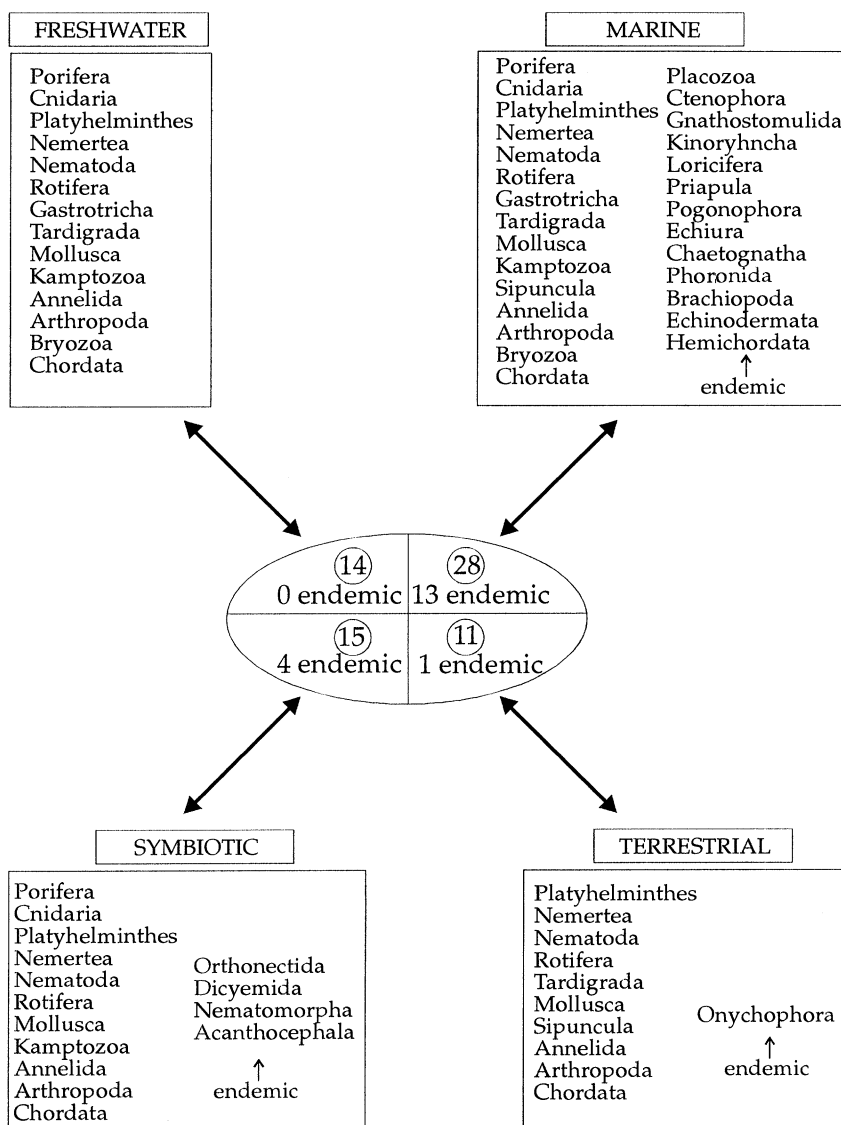 FRESHWATER
Porifera
Cnidaria
Platyhelminthes
Nemertea
Nematoda
Rotifera
Gastrotricha
Tardigrada
Mollusca
Kamptozoa
Annelida
Arthropoda
Bryozoa
Chordata
MARINE
Porifera
Cnidaria
Platyhelminthes
Nemertea
Nematoda
Rotifera
Gastrotricha
Tardigrada
Mollusca
Kamptozoa
Sipuncula
Annelida
Arthropoda
Bryozoa
Chordata
Placozoa
Ctenophora
Gnathostomulida
Kinoryhncha
Loricifera
Priapula
Pogonophora
Echiura
Chaetognatha
Phoronida
Brachiopoda
Echinodermata
Hemichordata
↑
endemic
14
0 endemic
28
13 endemic
15
4 endemic
11
1 endemic
SYMBIOTIC
Porifera
Cnidaria
Platyhelminthes
Nemertea
Nematoda
Rotifera
Mollusca
Kamptozoa
Annelida
Arthropoda
Chordata
Orthonectida
Dicyemida
Nematomorpha
Acanthocephala
↑
endemic
TERRESTRIAL
Platyhelminthes
Nemertea
Nematoda
Rotifera
Tardigrada
Mollusca
Sipuncula
Annelida
Arthropoda
Chordata
Onychophora
↑
endemic